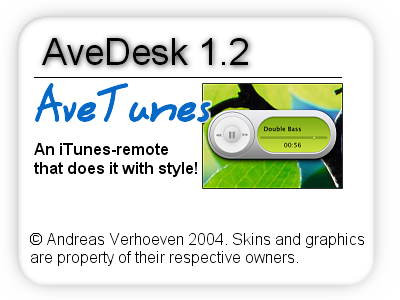 AveDesk 1.2
AveTunes
Double Bass
00:56
An iTunes-remote
that does it with style!
© Andreas Verhoeven 2004. Skins and graphics
are property of their respective owners.